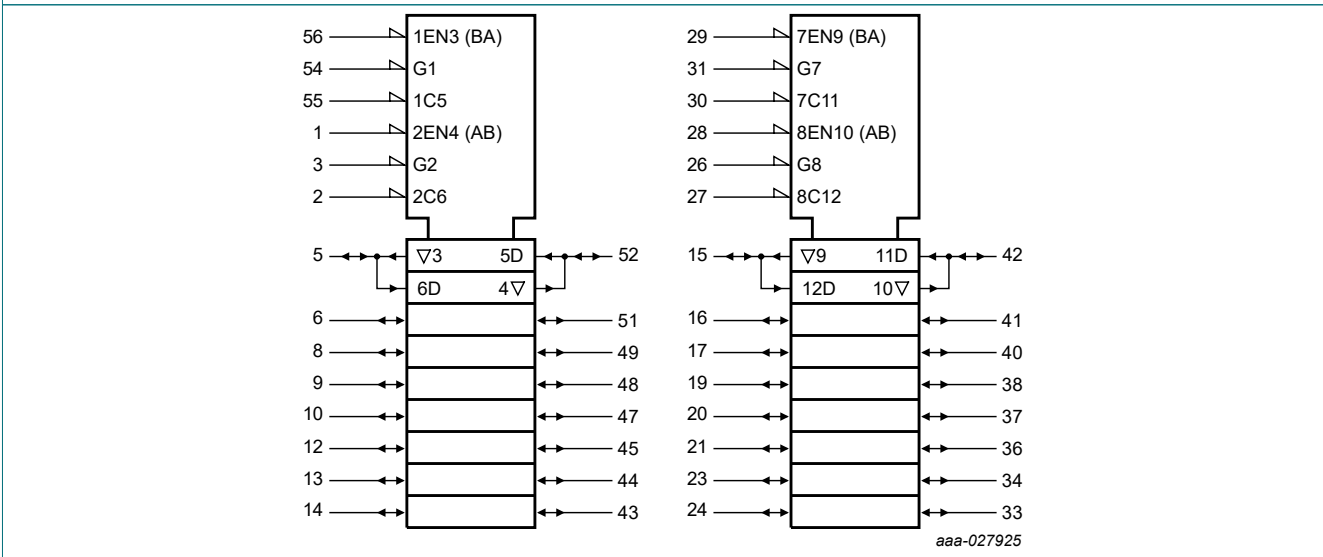 56 1EN3 (BA)
54 G1
55 1C5
1 2EN4 (AB)
3 G2
2 2C6
5 ▽3 5D 52
6D 4▽
6 51
8 49
9 48
10 47
12 45
13 44
14 43
29 7EN9 (BA)
31 G7
30 7C11
28 8EN10 (AB)
26 G8
27 8C12
15 ▽9 11D 42
12D 10▽
16 41
17 40
19 38
20 37
21 36
23 34
24 33
aaa-027925